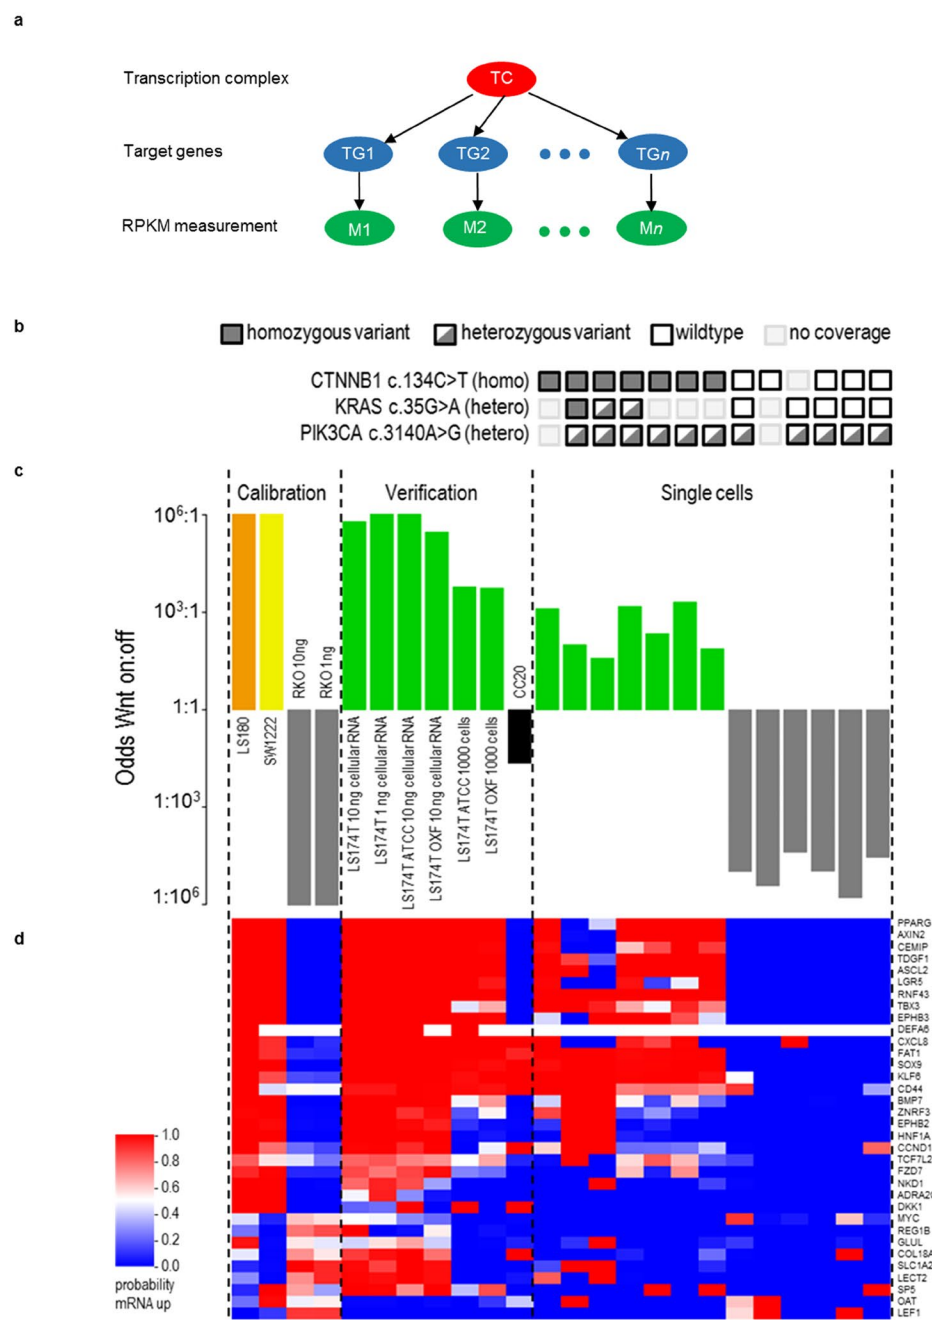 a
Transcription complex
TC
Target genes
TG1
TG2
TGn
RPKM measurement
M1
M2
Mn
b
homozygous variant
heterozygous variant
wildtype
no coverage
CTNNB1 c.134C>T (homo)
KRAS c.35G>A (hetero)
PIK3CA c.3140A>G (hetero)
c
Calibration
Verification
Single cells
Odds Wnt on:off
10⁶:1
10³:1
1:1
1:10³
1:10⁶
LS180
SW1222
RKO 10ng
RKO 1ng
LS174T 10 ng cellular RNA
LS174T 1 ng cellular RNA
LS174T ATCC 10 ng cellular RNA
LS174T OXF 10 ng cellular RNA
LS174T ATCC 1000 cells
LS174T OXF 1000 cells
CC20
d
PPARG
AXIN2
CEMIP
TDGF1
ASCL2
LGR5
RNF43
TBX3
EPHB3
DEFA6
CXCL8
FAT1
SOX9
KLF6
CD44
BMP7
ZNRF3
EPHB2
HNF1A
CCND1
TCF7L2
FZD7
NKD1
ADRA2C
DKK1
MYC
REG1B
GLUL
COL18A
SLC1A2
LECT2
SP5
OAT
LEF1
1.0
0.8
0.6
0.4
0.2
0.0
probability
mRNA up